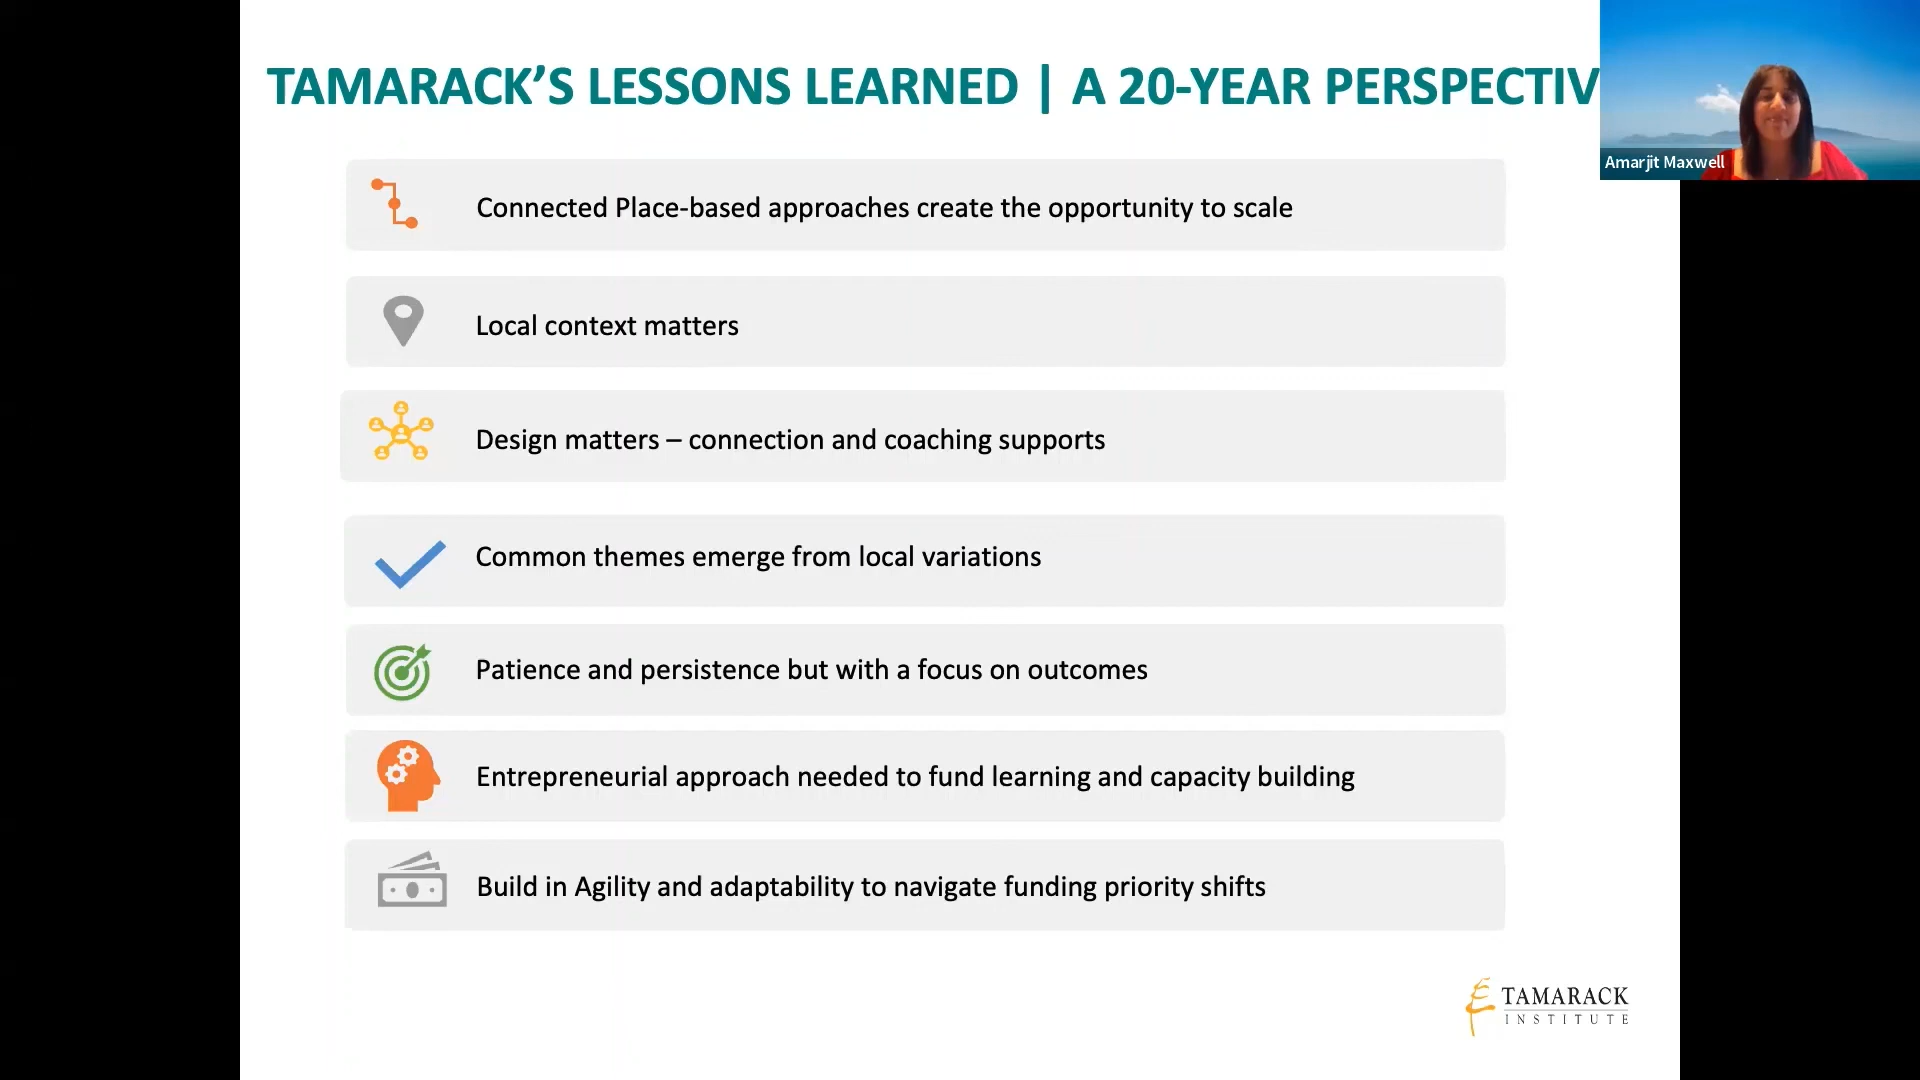 TAMARACK'S LESSONS LEARNED | A 20-YEAR PERSPECTIV
Amarjit Maxwell
Connected Place-based approaches create the opportunity to scale
Local context matters
Design matters – connection and coaching supports
Common themes emerge from local variations
Patience and persistence but with a focus on outcomes
Entrepreneurial approach needed to fund learning and capacity building
Build in Agility and adaptability to navigate funding priority shifts
TAMARACK
INSTITUTE